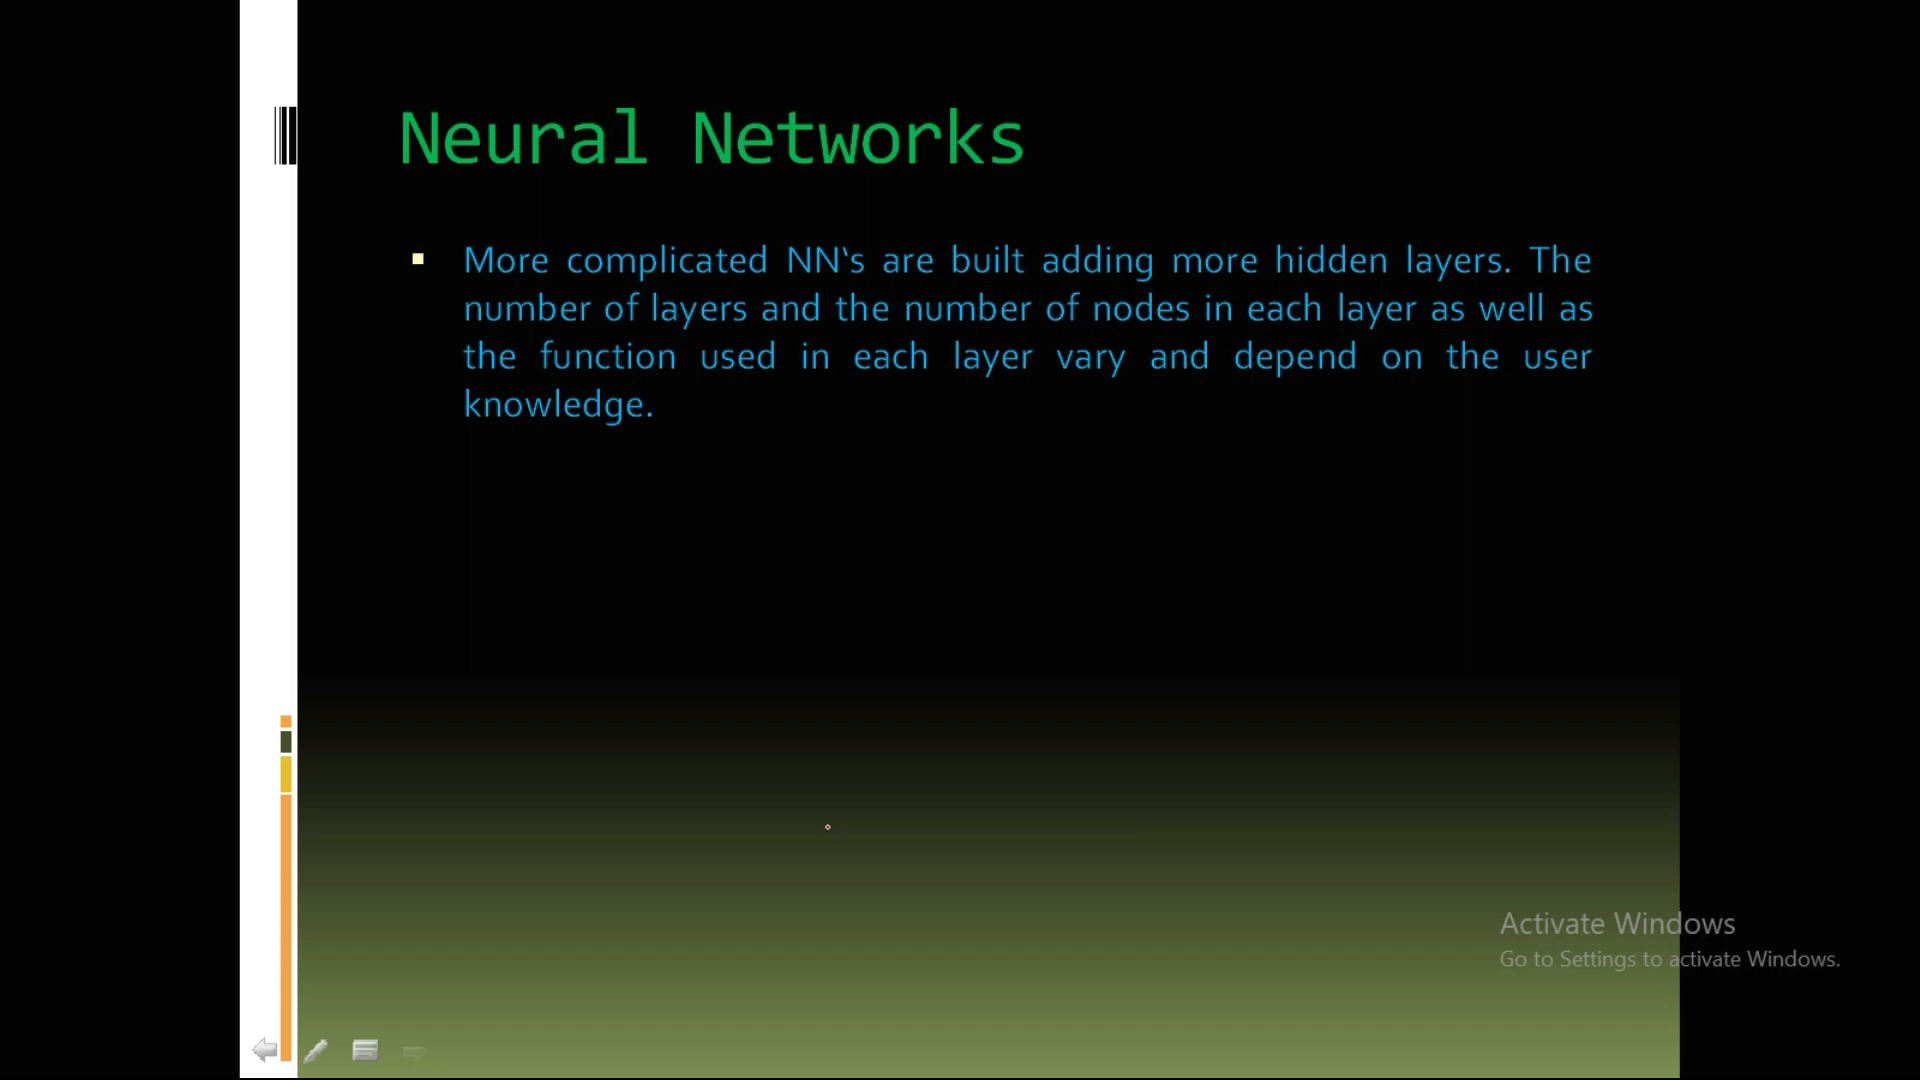 Neural Networks
More complicated NN‘s are built adding more hidden layers. The
number of layers and the number of nodes in each layer as well as
the function used in each layer vary and depend on the user
knowledge.
Activate Windows
Go to Settings to activate Windows.